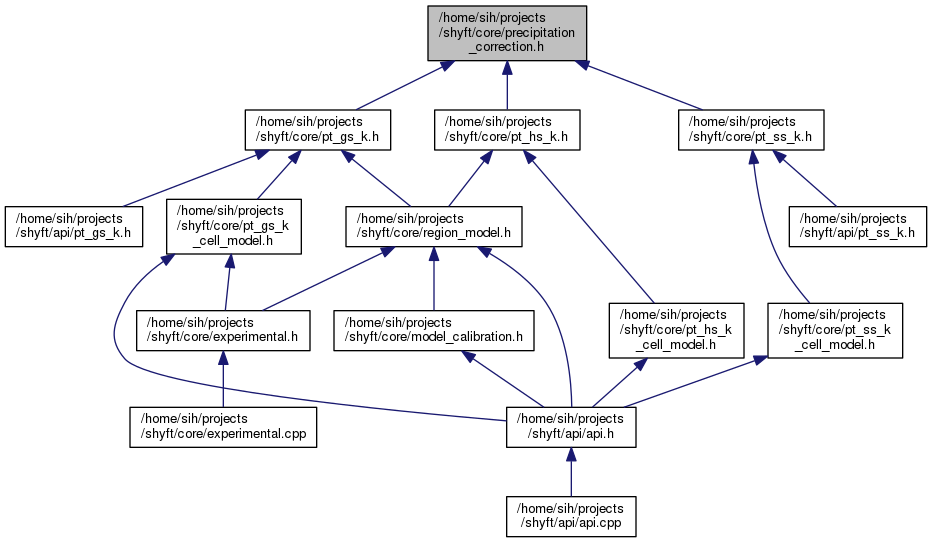 /home/sih/projects
/shyft/core/precipitation
_correction.h
/home/sih/projects
/shyft/core/pt_gs_k.h
/home/sih/projects
/shyft/core/pt_hs_k.h
/home/sih/projects
/shyft/core/pt_ss_k.h
/home/sih/projects
/shyft/api/pt_gs_k.h
/home/sih/projects
/shyft/core/pt_gs_k
_cell_model.h
/home/sih/projects
/shyft/core/region_model.h
/home/sih/projects
/shyft/api/pt_ss_k.h
/home/sih/projects
/shyft/core/experimental.h
/home/sih/projects
/shyft/core/model_calibration.h
/home/sih/projects
/shyft/core/pt_hs_k
_cell_model.h
/home/sih/projects
/shyft/core/pt_ss_k
_cell_model.h
/home/sih/projects
/shyft/core/experimental.cpp
/home/sih/projects
/shyft/api/api.h
/home/sih/projects
/shyft/api/api.cpp